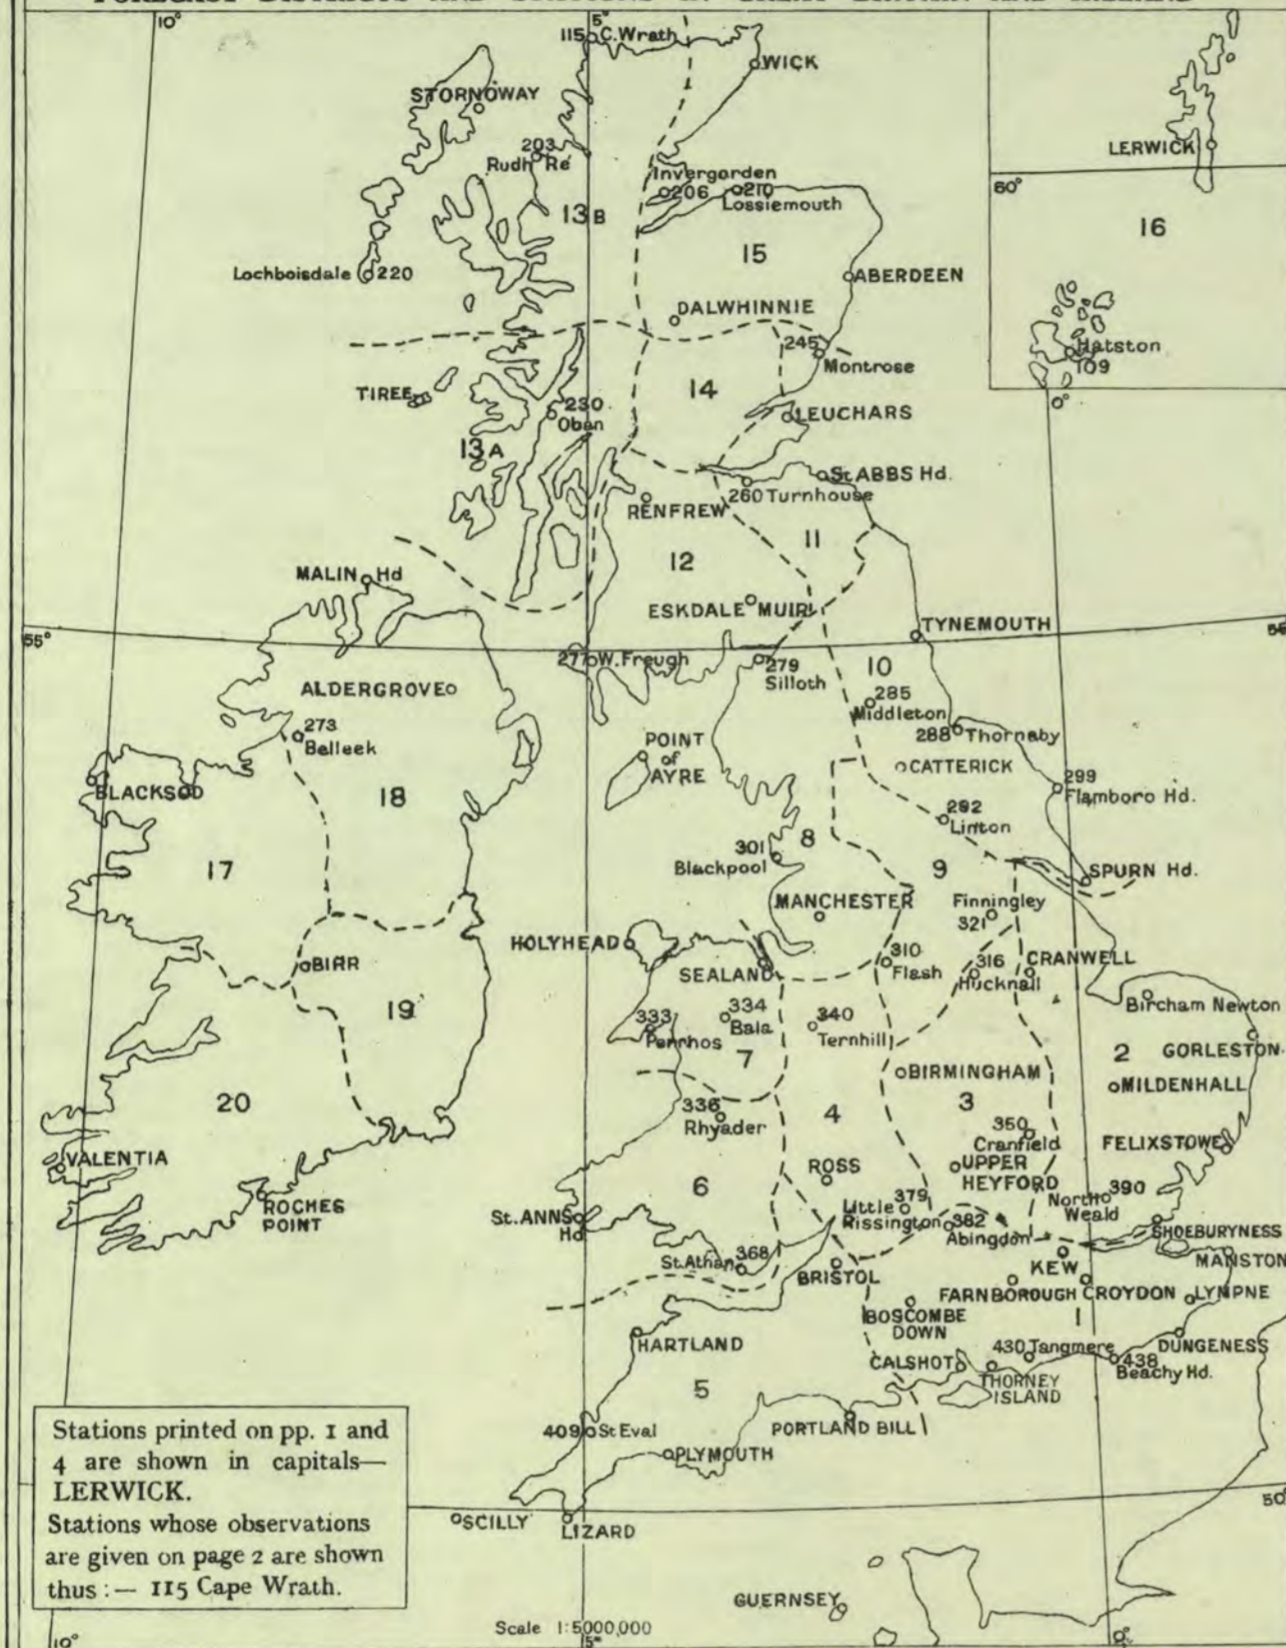 10°
5°
115 C.Wrath
WICK
STORNOWAY
LERWICK
203
Rudh Ré
60°
Invergordon
206
210
Lossiemouth
13B
16
15
Lochboisdale 220
ABERDEEN
DALWHINNIE
245
Montrose
Hatston
109
0°
TIREE
14
230
Oban
LEUCHARS
13A
St ABBS Hd.
260 Turnhouse
RENFREW
11
12
MALIN Hd
ESKDALE MUIR
TYNEMOUTH
55°
277 W. Freugh
279
Silloth
10
ALDERGROVE
285
Middleton
273
Belleek
288 Thornaby
POINT
of
AYRE
CATTERICK
BLACKSOD
299
Flamboro Hd.
18
292
Linton
8
301
Blackpool
17
9
SPURN Hd.
MANCHESTER
Finningley
321
HOLYHEAD
BIRR
SEALAND
310
Flash
316
Hucknall
CRANWELL
Bircham Newton
19
333
Penrhos
334
Bala
340
Ternhill
7
2
GORLESTON
BIRMINGHAM
MILDENHALL
20
336
Rhyader
4
3
350
Cranfield
FELIXSTOWE
VALENTIA
ROSS
UPPER
HEYFORD
6
ROCHES
POINT
Little 379
Rissington
North 390
Weald
St. ANNS
Hd
382
Abingdon
SHOEBURYNESS
St. Athan 368
BRISTOL
KEW
MANSTON
FARNBOROUGH
CROYDON
LYMPNE
BOSCOMBE
DOWN
1
HARTLAND
430 Tangmere
DUNGENESS
CALSHOT
438
Beachy Hd.
THORNEY
ISLAND
5
409 St Eval
PORTLAND BILL
PLYMOUTH
Stations printed on pp. 1 and
4 are shown in capitals—
LERWICK.
Stations whose observations
are given on page 2 are shown
thus :— 115 Cape Wrath.
50°
SCILLY
LIZARD
GUERNSEY
Scale 1:5000,000
10°
5°
0°